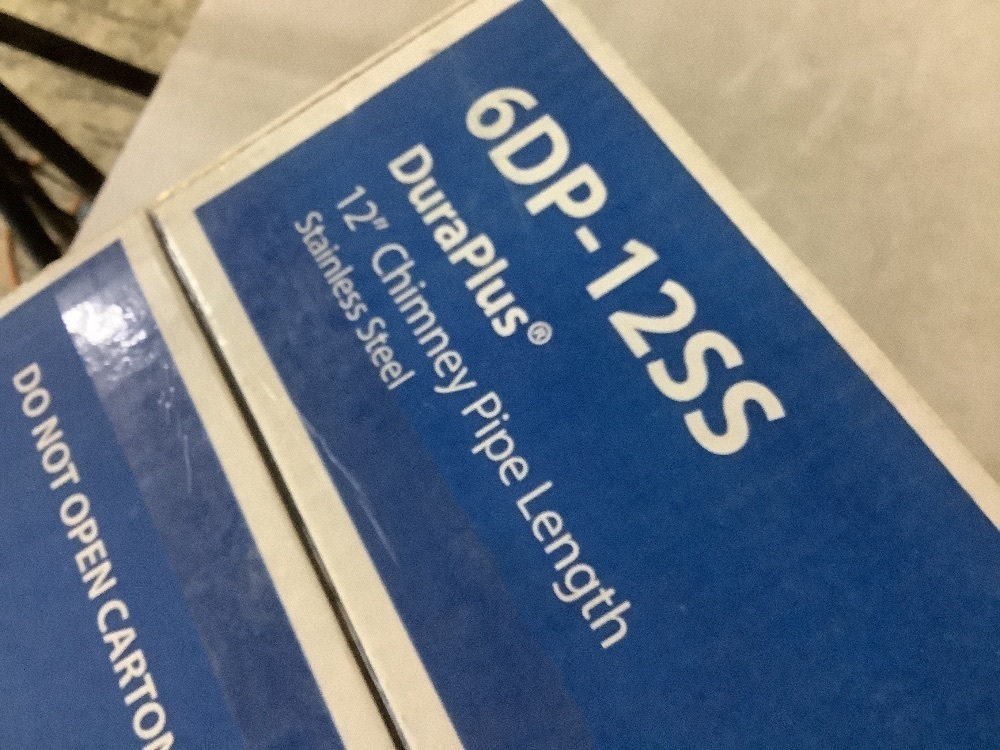 6DP-12SS
DuraPlus®
12" Chimney Pipe Length
Stainless Steel
DO NOT OPEN CARTON